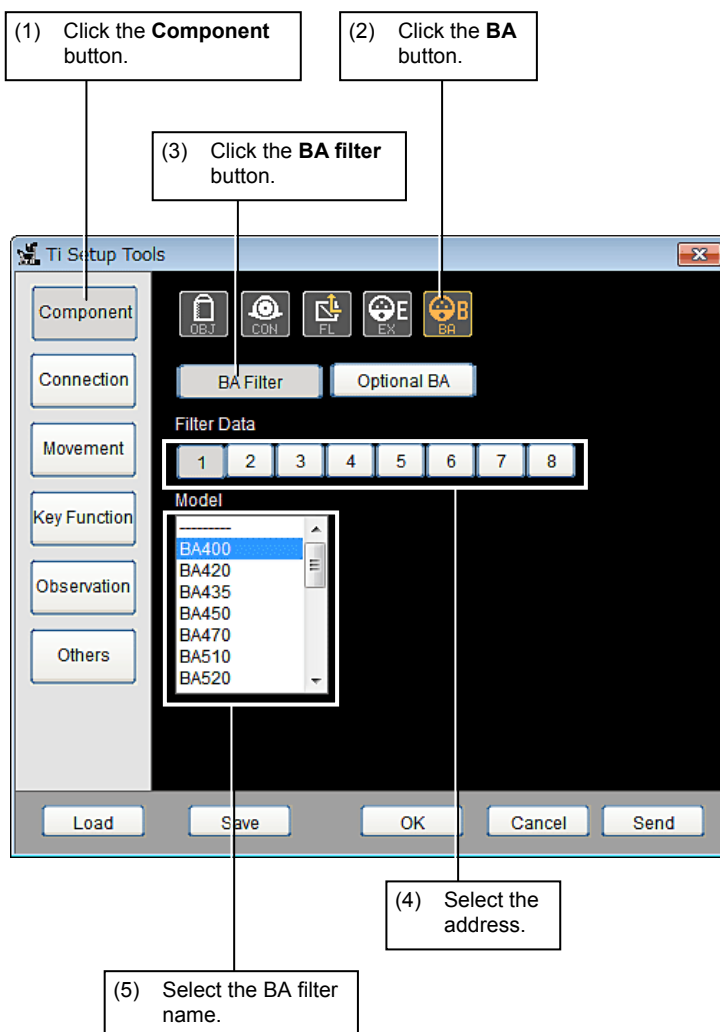 (1) Click the Component
button.
(2) Click the BA
button.
(3) Click the BA filter
button.
Ti Setup Tools
Component
OBJ
CON
FL
E
EX
B
BA
Connection
BA Filter
Optional BA
Filter Data
Movement
1 2 3 4 5 6 7 8
Model
Key Function
---------
BA400
BA420
BA435
BA450
BA470
BA510
BA520
Observation
Others
Load
Save
OK
Cancel
Send
(4) Select the
address.
(5) Select the BA filter
name.